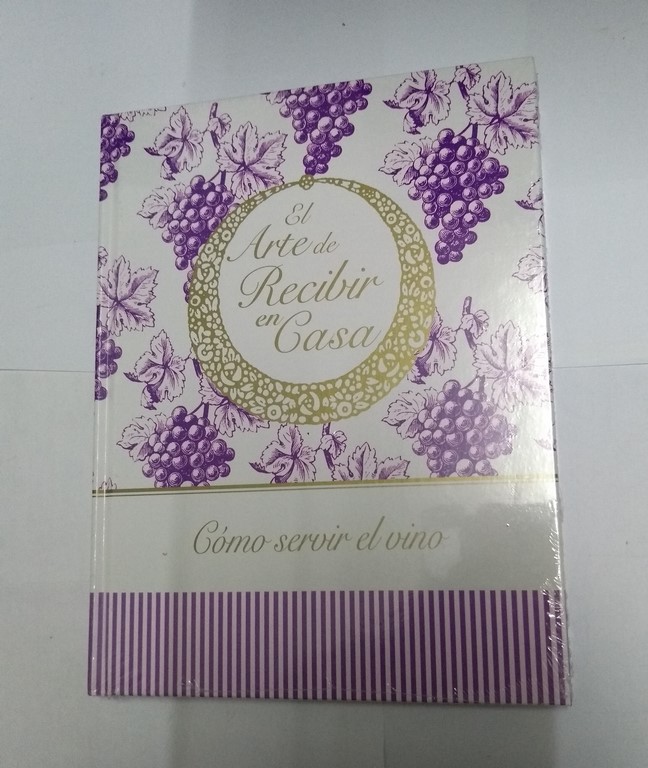 El
Arte de
Recibir
en
Casa
Cómo servir el vino